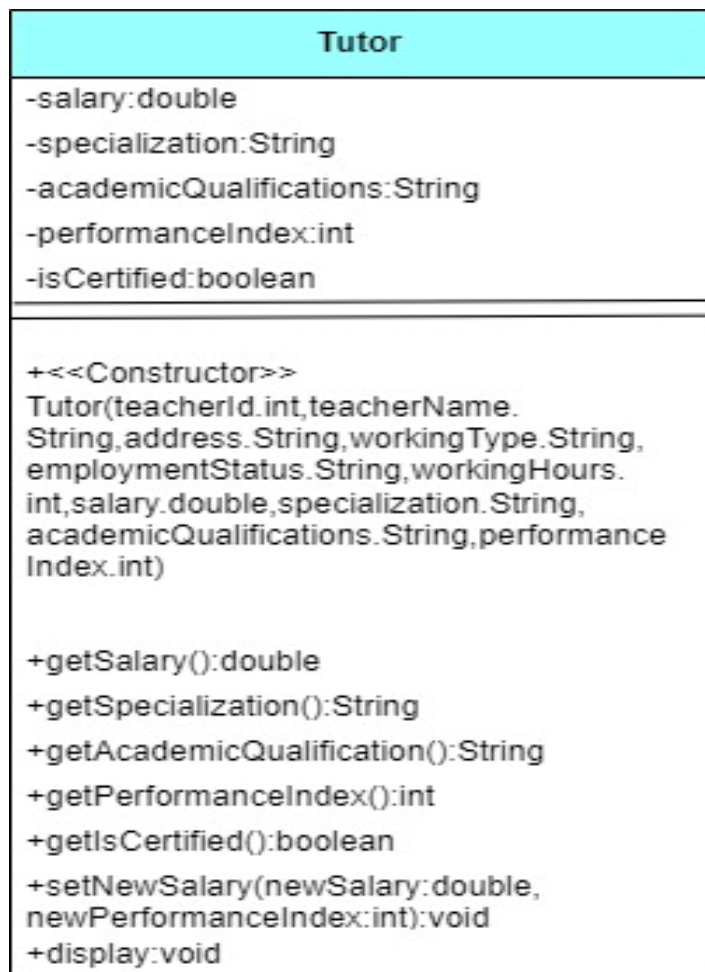 Tutor
-salary:double
-specialization:String
-academicQualifications:String
-performanceIndex:int
-isCertified:boolean
+<<Constructor>>
Tutor(teacherId.int,teacherName.
String,address.String,workingType.String,
employmentStatus.String,workingHours.
int,salary.double,specialization.String,
academicQualifications.String,performance
Index.int)
+getSalary():double
+getSpecialization():String
+getAcademicQualification():String
+getPerformanceIndex():int
+getIsCertified():boolean
+setNewSalary(newSalary:double,
newPerformanceIndex:int):void
+display:void